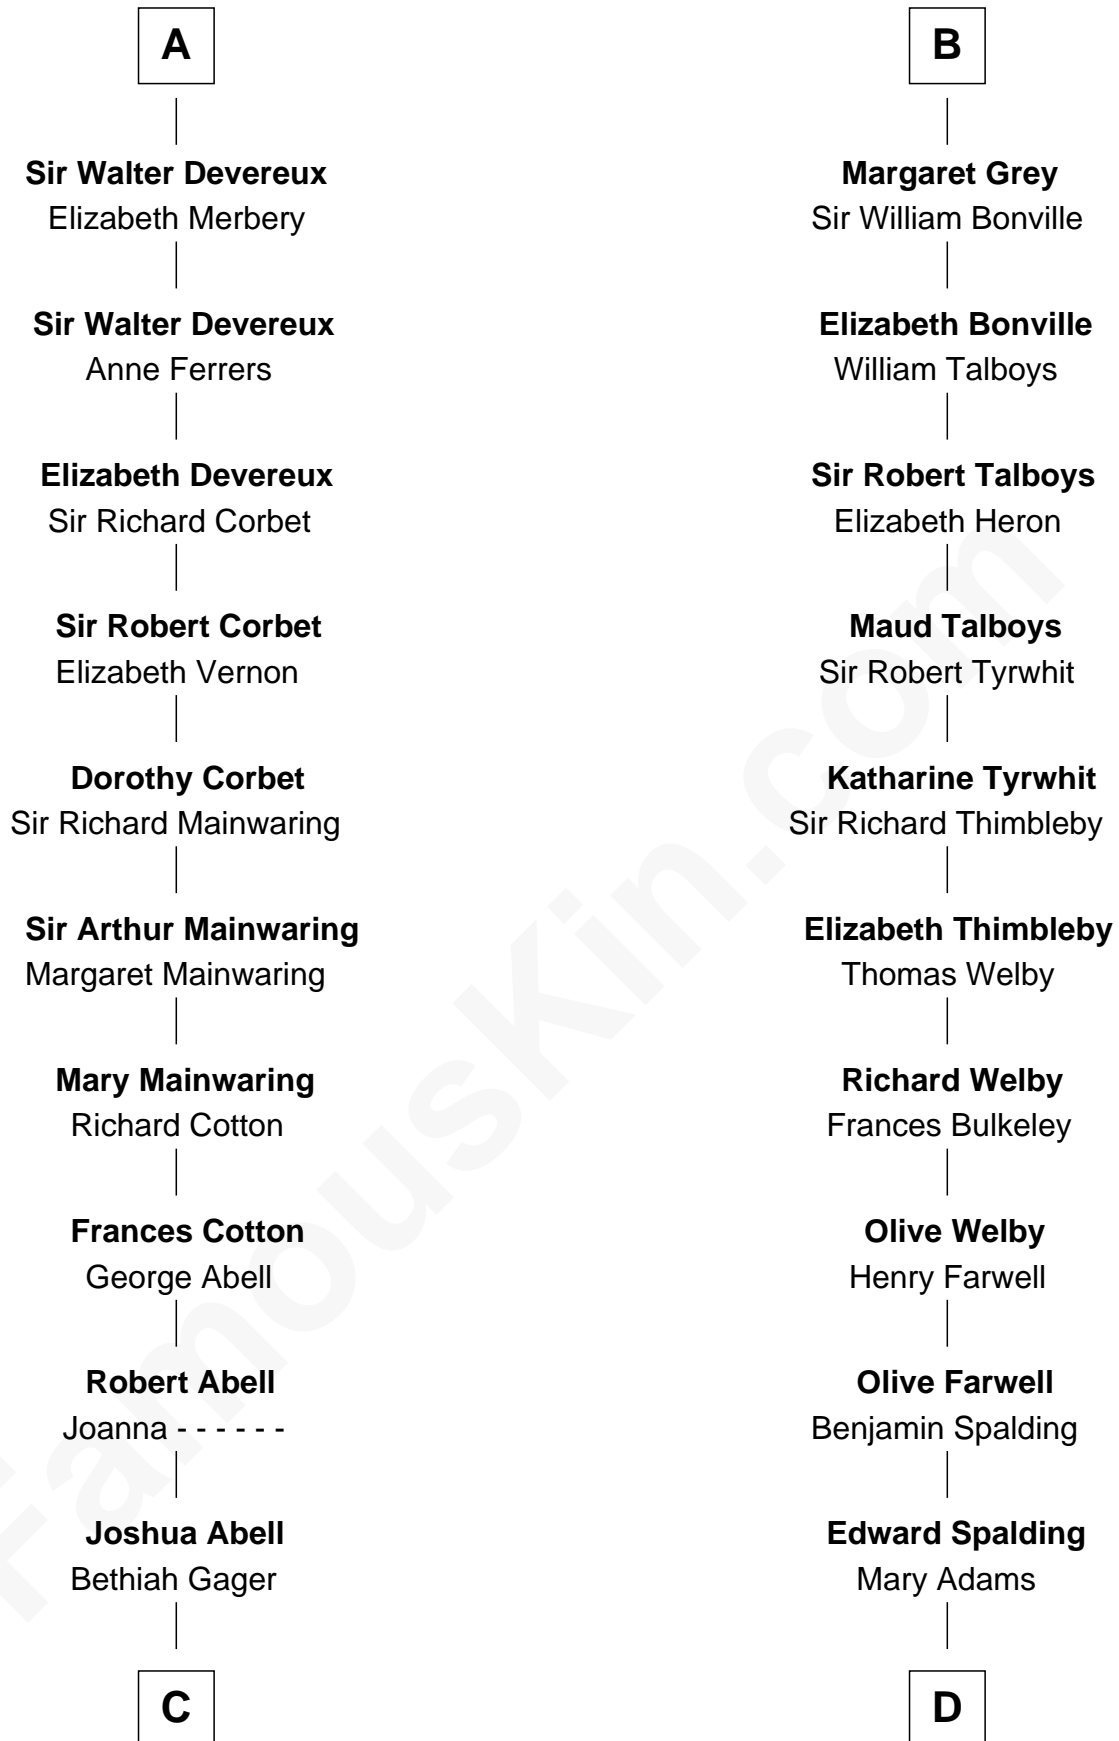 A
Sir Walter Devereux
Elizabeth Merbery
Sir Walter Devereux
Anne Ferrers
Elizabeth Devereux
Sir Richard Corbet
Sir Robert Corbet
Elizabeth Vernon
Dorothy Corbet
Sir Richard Mainwaring
Sir Arthur Mainwaring
Margaret Mainwaring
Mary Mainwaring
Richard Cotton
Frances Cotton
George Abell
Robert Abell
Joanna - - - - - -
Joshua Abell
Bethiah Gager
C
B
Margaret Grey
Sir William Bonville
Elizabeth Bonville
William Talboys
Sir Robert Talboys
Elizabeth Heron
Maud Talboys
Sir Robert Tyrwhit
Katharine Tyrwhit
Sir Richard Thimbleby
Elizabeth Thimbleby
Thomas Welby
Richard Welby
Frances Bulkeley
Olive Welby
Henry Farwell
Olive Farwell
Benjamin Spalding
Edward Spalding
Mary Adams
D
FamousKin.com